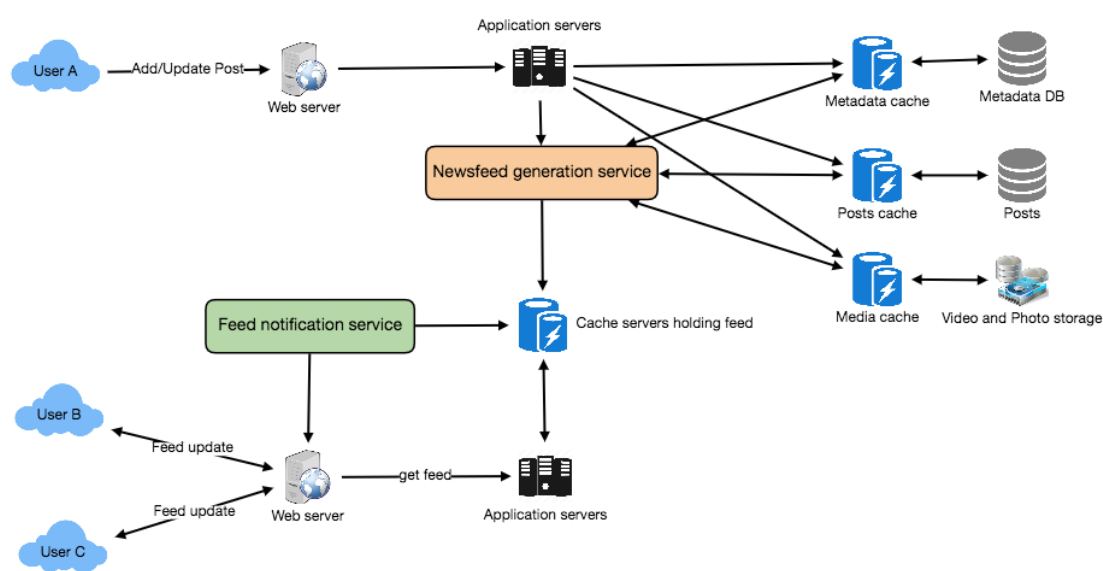 Application servers
User A
Add/Update Post
Web server
Metadata cache
Metadata DB
Newsfeed generation service
Posts cache
Posts
Media cache
Video and Photo storage
Feed notification service
Cache servers holding feed
User B
Feed update
get feed
Feed update
Web server
Application servers
User C